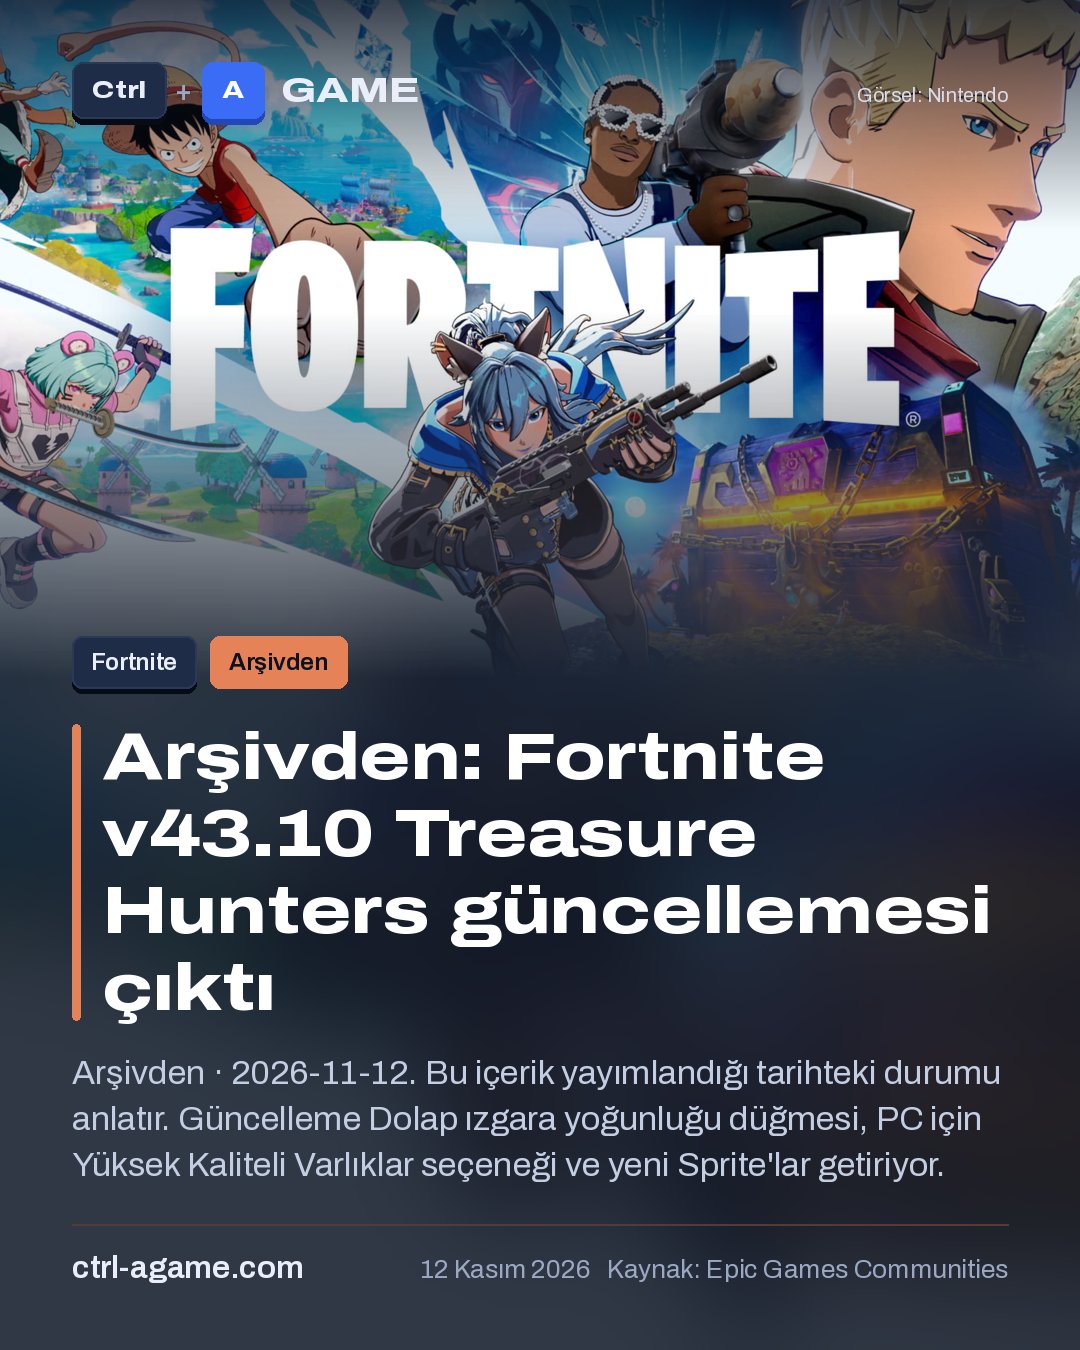 Ctrl + A GAME
Görsel: Nintendo
FORTNITE®
Fortnite Arşivden
Arşivden: Fortnite
v43.10 Treasure
Hunters güncellemesi
çıktı
Arşivden · 2026-11-12. Bu içerik yayımlandığı tarihteki durumu
anlatır. Güncelleme Dolap ızgara yoğunluğu düğmesi, PC için
Yüksek Kaliteli Varlıklar seçeneği ve yeni Sprite'lar getiriyor.
ctrl-agame.com 12 Kasım 2026 Kaynak: Epic Games Communities